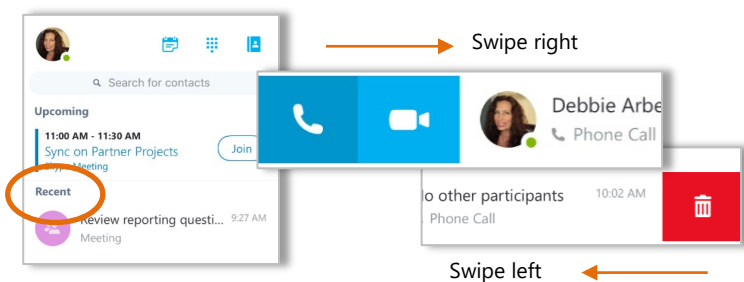 Swipe right
Search for contacts
Upcoming
11:00 AM - 11:30 AM
Sync on Partner Projects
Join
Skype Meeting
Recent
Review reporting questi... 9:27 AM
Meeting
Debbie Arbe
Phone Call
o other participants 10:02 AM
Phone Call
Swipe left